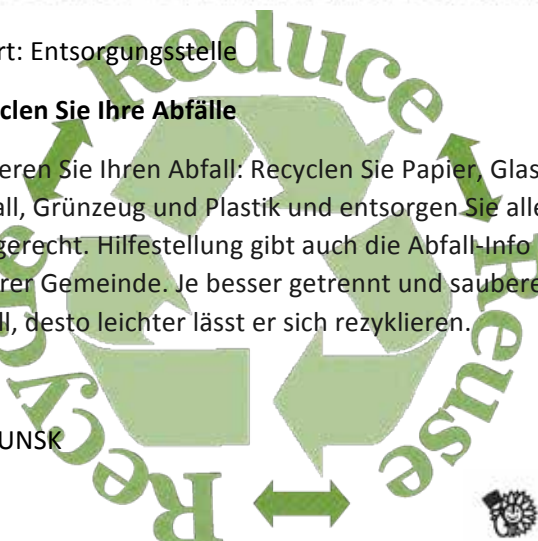 rt: Entsorgungsstelle
clen Sie Ihre Abfälle
eren Sie Ihren Abfall: Recyclen Sie Papier, Glas
all, Grünzeug und Plastik und entsorgen Sie alle
gerecht. Hilfestellung gibt auch die Abfall-Info
rer Gemeinde. Je besser getrennt und saubere
ll, desto leichter lässt er sich rezyklieren.
UNSK
Reduce
Reuse
Recycle